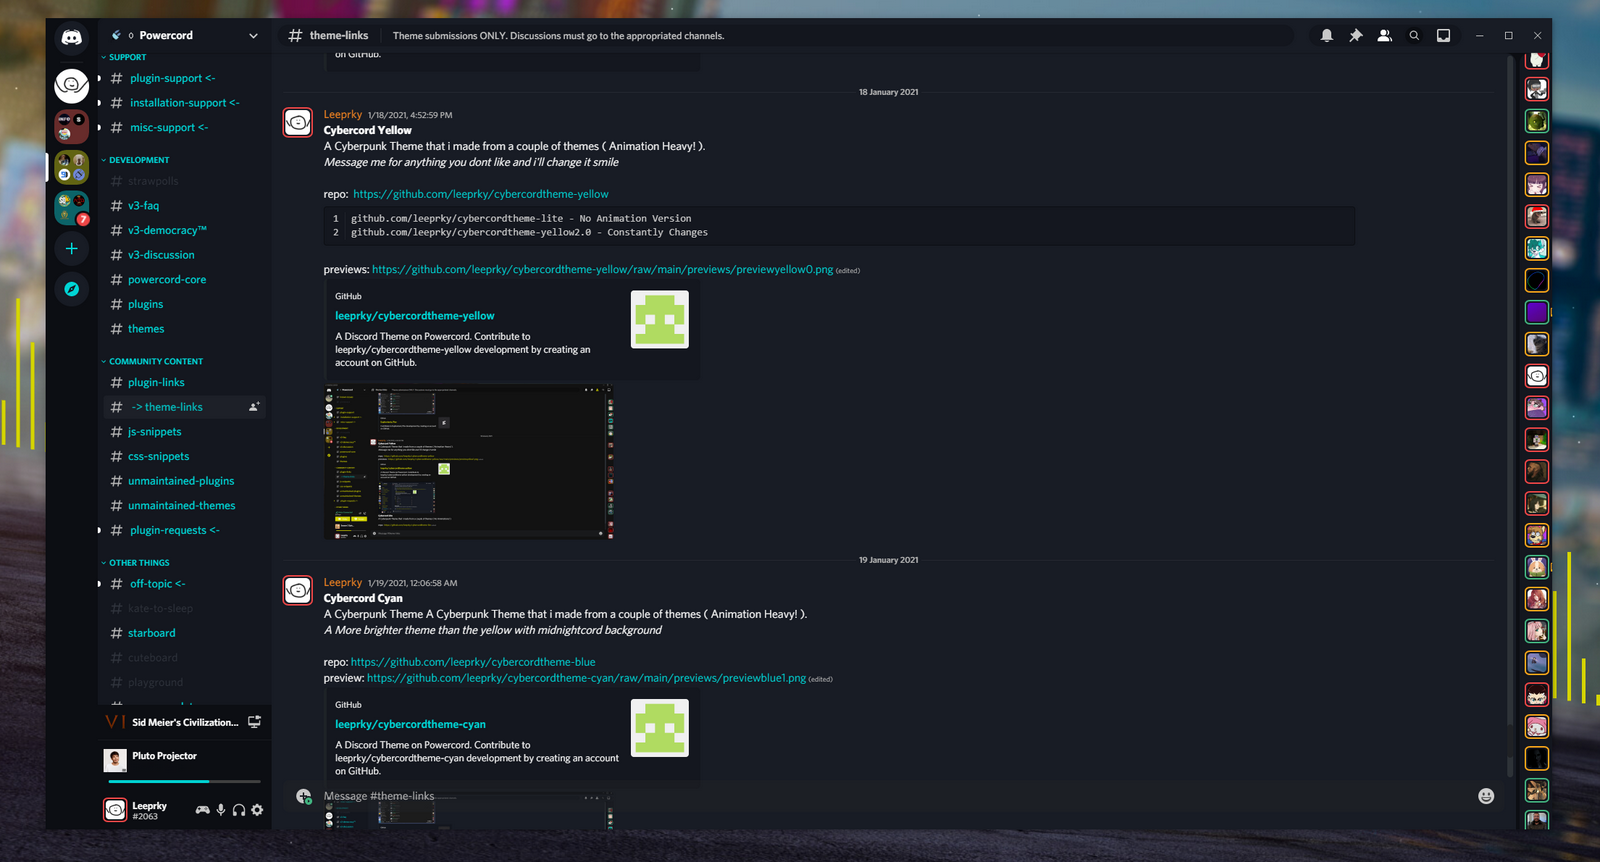 Powercord
SUPPORT
plugin-support <-
installation-support <-
misc-support <-
DEVELOPMENT
strawpolls
v3-faq
v3-democracy™
v3-discussion
powercord-core
plugins
themes
COMMUNITY CONTENT
plugin-links
-> theme-links
js-snippets
css-snippets
unmaintained-plugins
unmaintained-themes
plugin-requests <-
OTHER THINGS
off-topic <-
kate-to-sleep
starboard
cuteboard
playground
7
VI Sid Meier's Civilization...
Pluto Projector
Leeprky
#2063
# theme-links
Theme submissions ONLY. Discussions must go to the appropriated channels.
on GitHub.
18 January 2021
Leeprky 1/18/2021, 4:52:59 PM
Cybercord Yellow
A Cyberpunk Theme that i made from a couple of themes ( Animation Heavy! ).
Message me for anything you dont like and i'll change it smile
repo: https://github.com/leeprky/cybercordtheme-yellow
1 github.com/leeprky/cybercordtheme-lite - No Animation Version
2 github.com/leeprky/cybercordtheme-yellow2.0 - Constantly Changes
previews: https://github.com/leeprky/cybercordtheme-yellow/raw/main/previews/previewyellow0.png (edited)
GitHub
leeprky/cybercordtheme-yellow
A Discord Theme on Powercord. Contribute to
leeprky/cybercordtheme-yellow development by creating an
account on GitHub.
19 January 2021
Leeprky 1/19/2021, 12:06:58 AM
Cybercord Cyan
A Cyberpunk Theme A Cyberpunk Theme that i made from a couple of themes ( Animation Heavy! ).
A More brighter theme than the yellow with midnightcord background
repo: https://github.com/leeprky/cybercordtheme-blue
preview: https://github.com/leeprky/cybercordtheme-cyan/raw/main/previews/previewblue1.png (edited)
GitHub
leeprky/cybercordtheme-cyan
A Discord Theme on Powercord. Contribute to
leeprky/cybercordtheme-cyan development by creating an account
on GitHub.
Message #theme-links